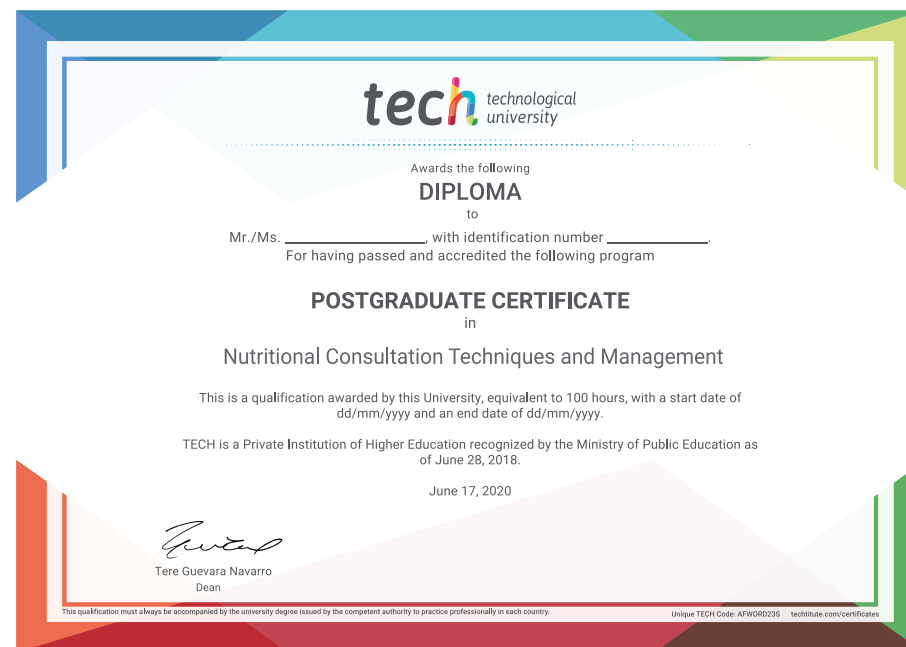 tech technological
university
Awards the following
DIPLOMA
to
Mr./Ms. ____________________, with identification number ______________.
For having passed and accredited the following program
POSTGRADUATE CERTIFICATE
in
Nutritional Consultation Techniques and Management
This is a qualification awarded by this University, equivalent to 100 hours, with a start date of
dd/mm/yyyy and an end date of dd/mm/yyyy.
TECH is a Private Institution of Higher Education recognized by the Ministry of Public Education as
of June 28, 2018.
June 17, 2020
Tere Guevara Navarro
Dean
This qualification must always be accompanied by the university degree issued by the competent authority to practice professionally in each country.
Unique TECH Code: AFWORD23S techtitute.com/certificates